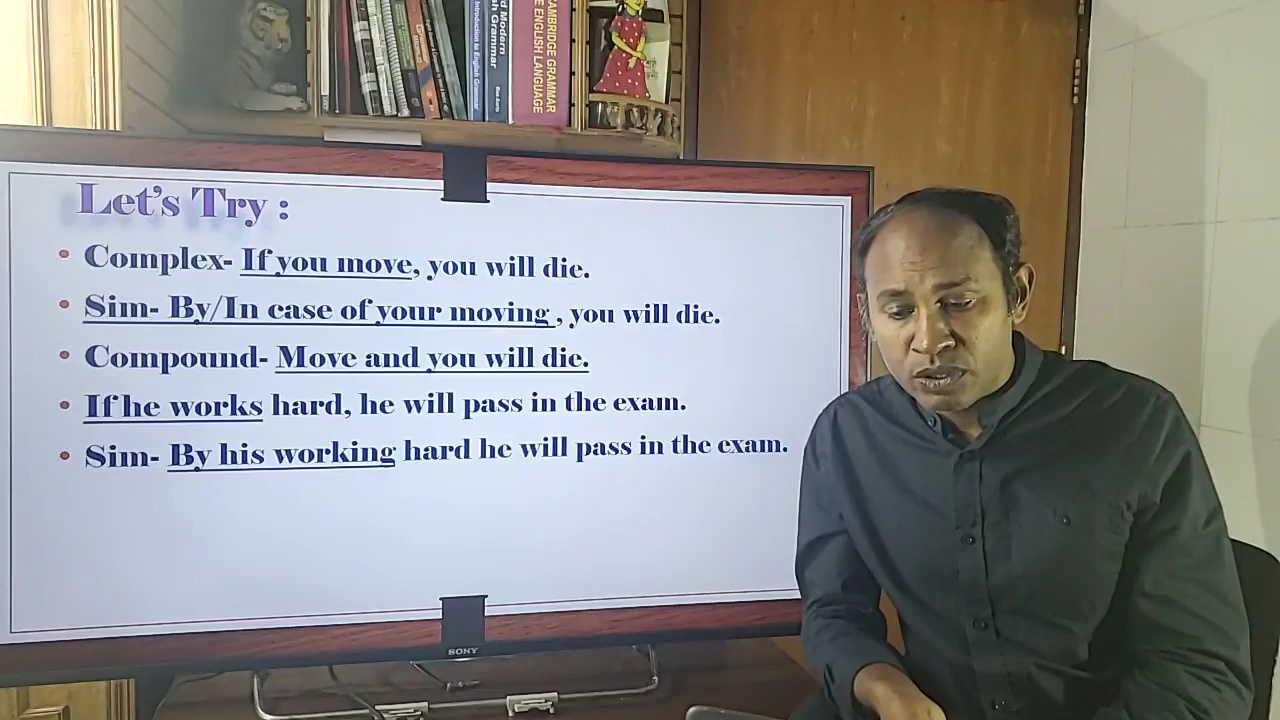 d Modern
sh Grammar
Introduction to English Grammar
CAMBRIDGE GRAMMAR
E ENGLISH LANGUAGE
Let's Try :
• Complex- If you move, you will die.
• Sim- By/In case of your moving , you will die.
• Compound- Move and you will die.
• If he works hard, he will pass in the exam.
• Sim- By his working hard he will pass in the exam.
SONY